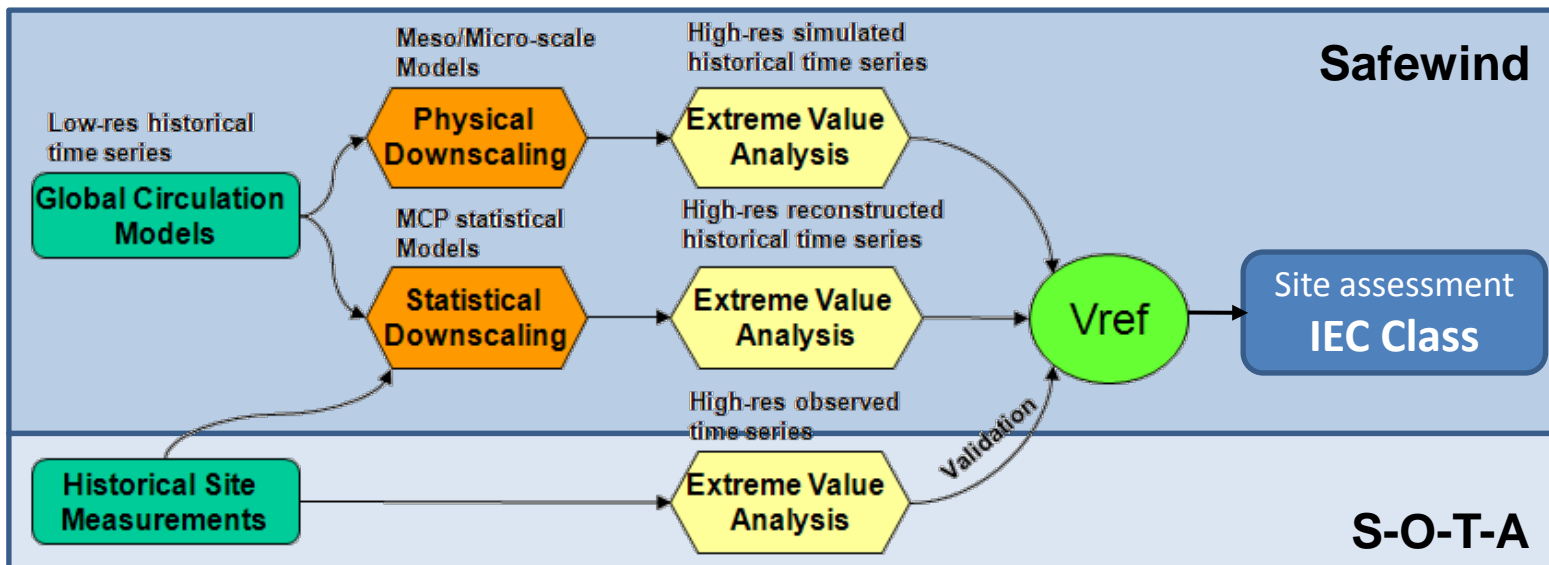 Safewind
Low-res historical
time series
Global Circulation
Models
Meso/Micro-scale
Models
Physical
Downscaling
High-res simulated
historical time series
Extreme Value
Analysis
MCP statistical
Models
Statistical
Downscaling
High-res reconstructed
historical time series
Extreme Value
Analysis
Vref
Site assessment
IEC Class
High-res observed
time series
Validation
Historical Site
Measurements
Extreme Value
Analysis
S-O-T-A